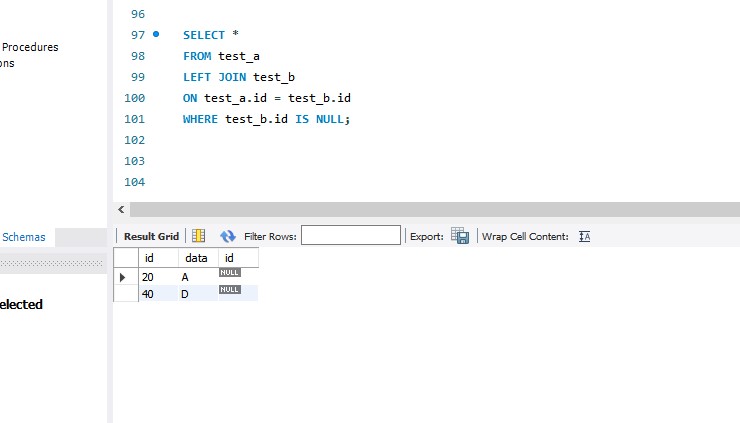 96
97 SELECT *
98 FROM test_a
99 LEFT JOIN test_b
100 ON test_a.id = test_b.id
101 WHERE test_b.id IS NULL;
102
103
104
Procedures
ons
Schemas
elected
Result Grid Filter Rows: Export: Wrap Cell Content: IA
id data id
20 A NULL
40 D NULL